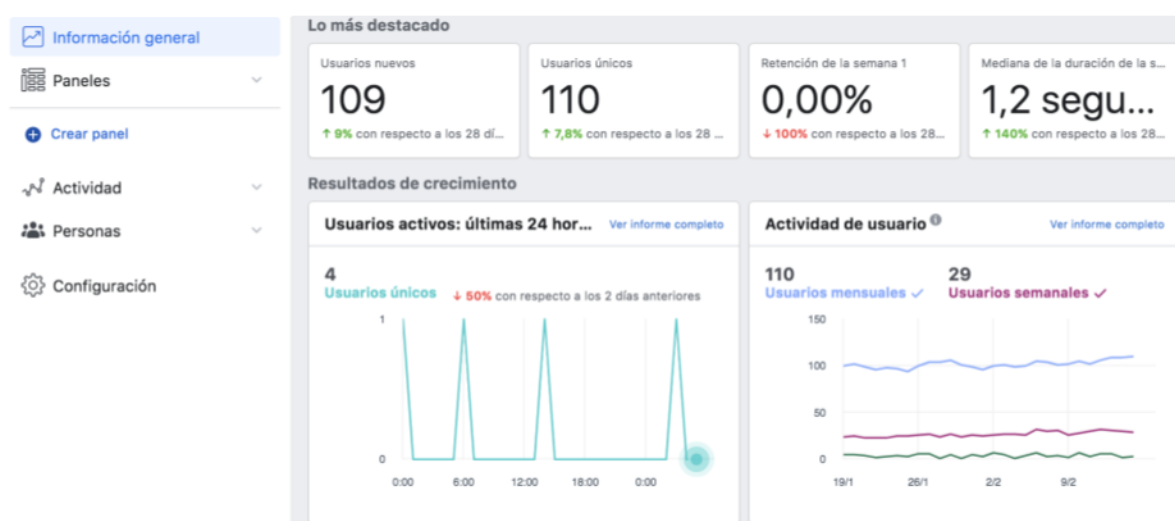 Información general
Paneles
Crear panel
Actividad
Personas
Configuración
Lo más destacado
Usuarios nuevos
109
↑ 9% con respecto a los 28 dí...
Usuarios únicos
110
↑ 7,8% con respecto a los 28 ...
Retención de la semana 1
0,00%
↓ 100% con respecto a los 28...
Mediana de la duración de la s...
1,2 segu...
↑ 140% con respecto a los 28...
Resultados de crecimiento
Usuarios activos: últimas 24 hor... Ver informe completo
4
Usuarios únicos ↓ 50% con respecto a los 2 días anteriores
1
0
0:00 6:00 12:00 18:00 0:00
Actividad de usuario Ver informe completo
110 29
Usuarios mensuales ✓ Usuarios semanales ✓
150
100
50
0
19/1 26/1 2/2 9/2